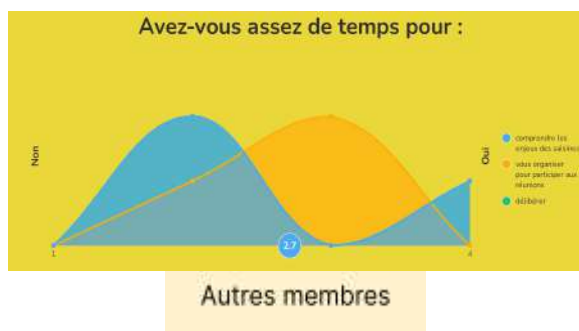 Avez-vous assez de temps pour :
Non
Oui
comprendre les
enjeux des saisines
vous organiser
pour participer aux
réunions
délibérer
1
2.7
4
Autres membres